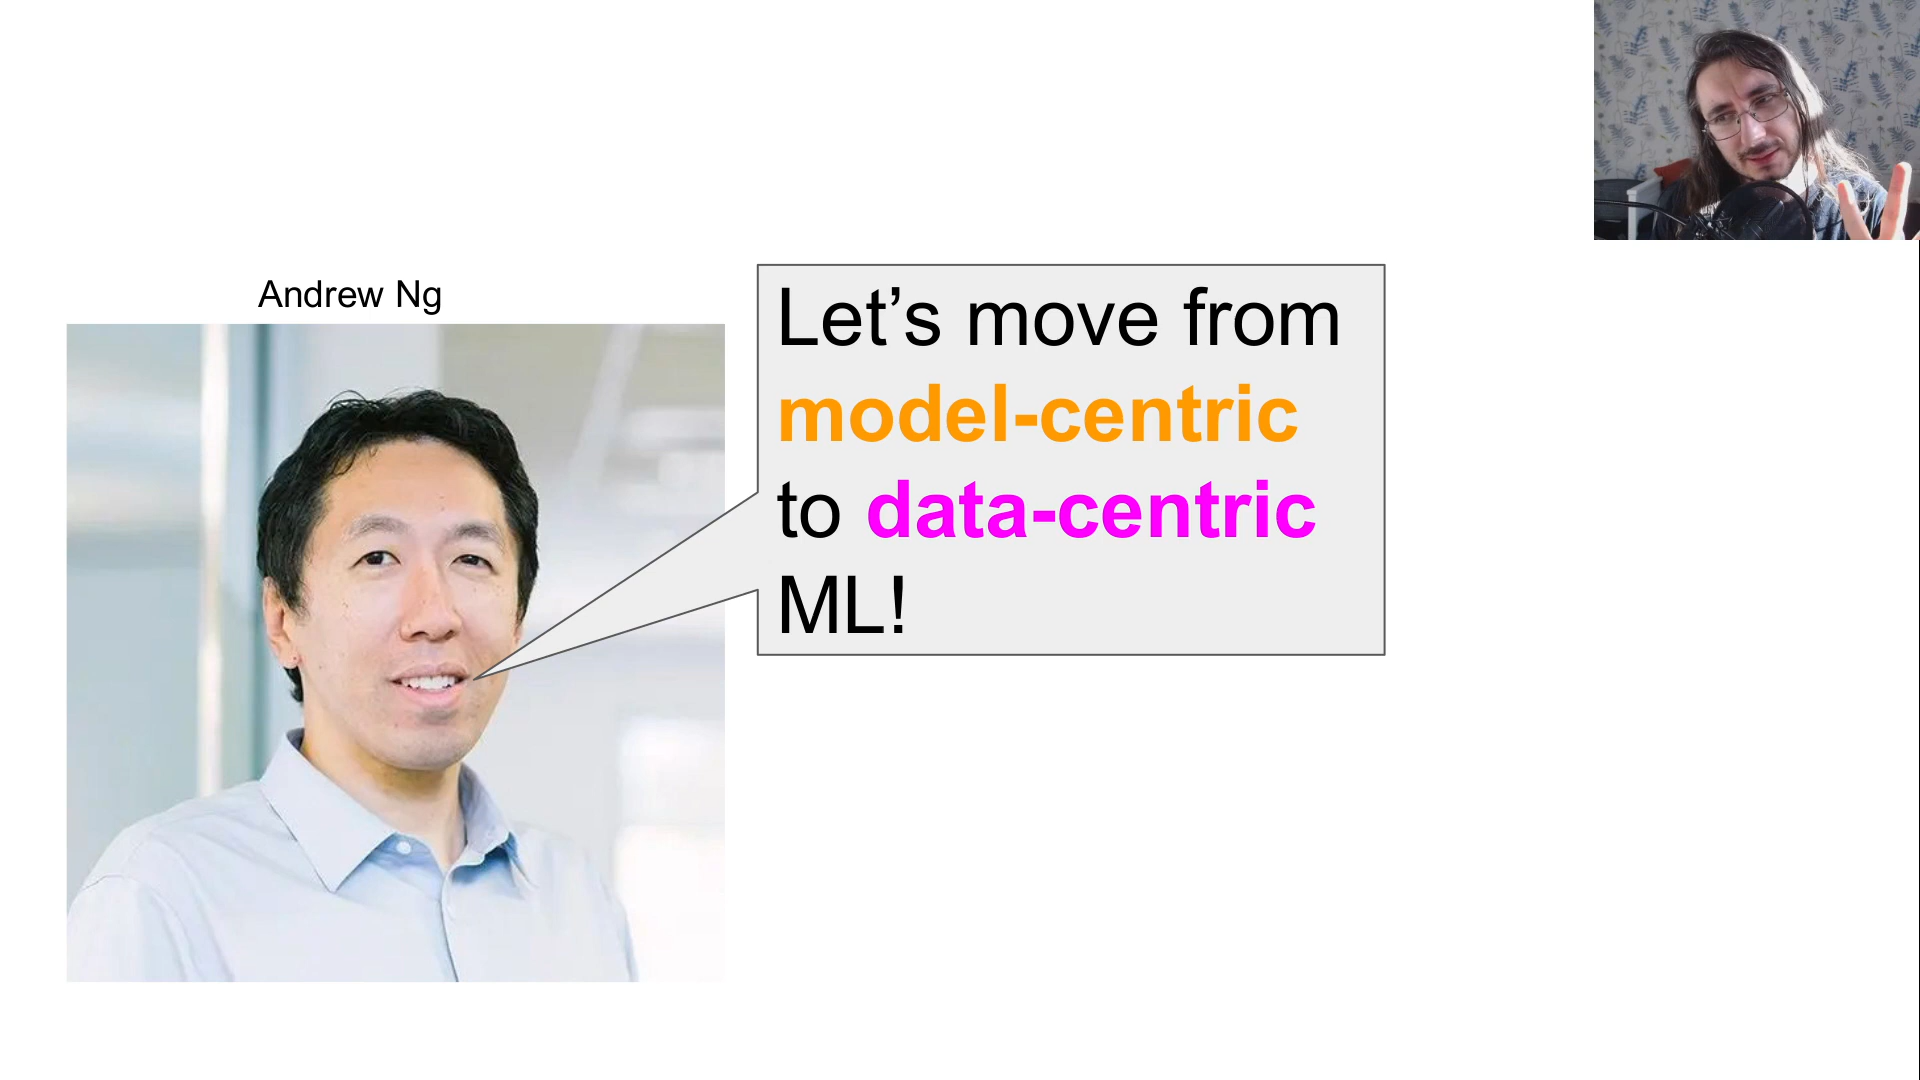 Andrew Ng
Let’s move from
model-centric
to data-centric
ML!